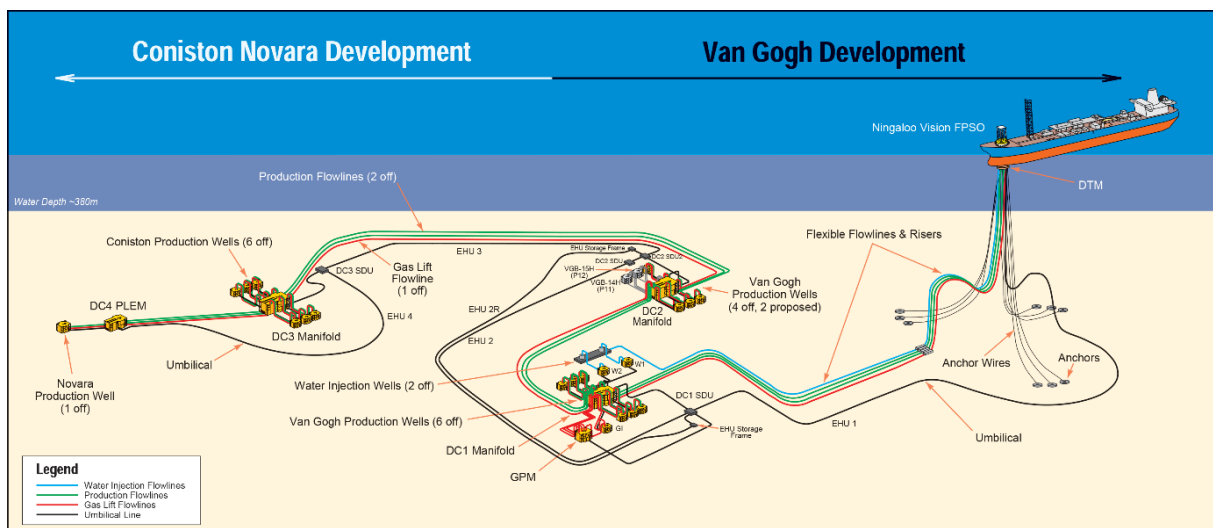 Coniston Novara Development
Van Gogh Development
Ningaloo Vision FPSO
DTM
Water Depth ~380m
Production Flowlines (2 off)
Coniston Production Wells (6 off)
EHU 3
Gas Lift
Flowline
(1 off)
DC3 SDU
DC4 PLEM
DC3 Manifold
EHU 4
Umbilical
Novara
Production Well
(1 off)
EHU Storage Frame
DC2 SDU
DC2 SDU2
VGB-15H
(P12)
VGB-14H
(P11)
DC2
Manifold
Van Gogh
Production Wells
(4 off, 2 proposed)
Flexible Flowlines & Risers
Anchor Wires
Anchors
EHU 2R
EHU 2
Water Injection Wells (2 off)
W1
W2
Van Gogh Production Wells (6 off)
DC1 SDU
DC1 Manifold
GI
EHU Storage
Frame
GPM
EHU 1
Umbilical
Legend
Water Injection Flowlines
Production Flowlines
Gas Lift Flowlines
Umbilical Line